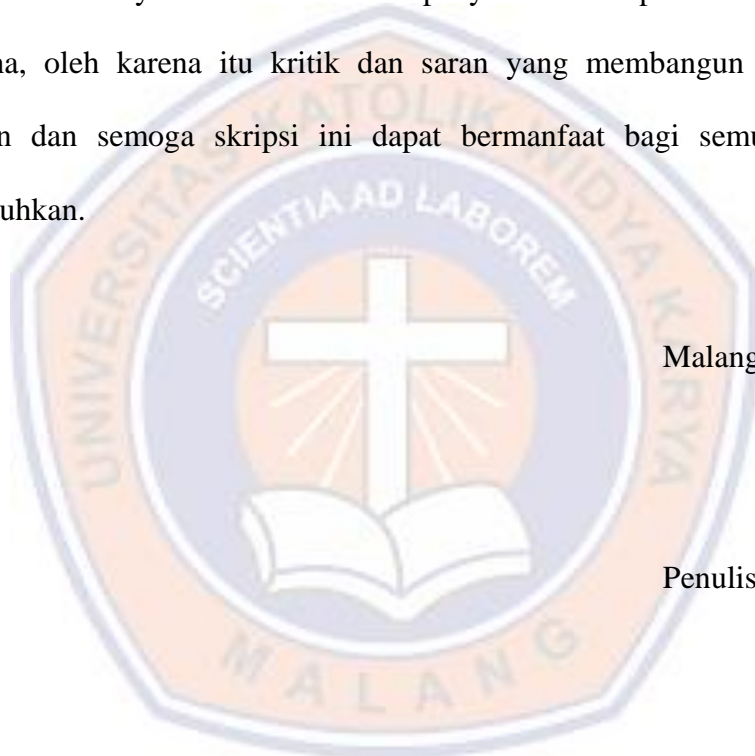 na, oleh karena itu kritik dan saran yang membangun
n dan semoga skripsi ini dapat bermanfaat bagi semu
uhkan.
UNIVERSITAS KATOLIK WIDYA KARYA
SCIENTIA AD LABOREM
Malang
Penulis
MALANG